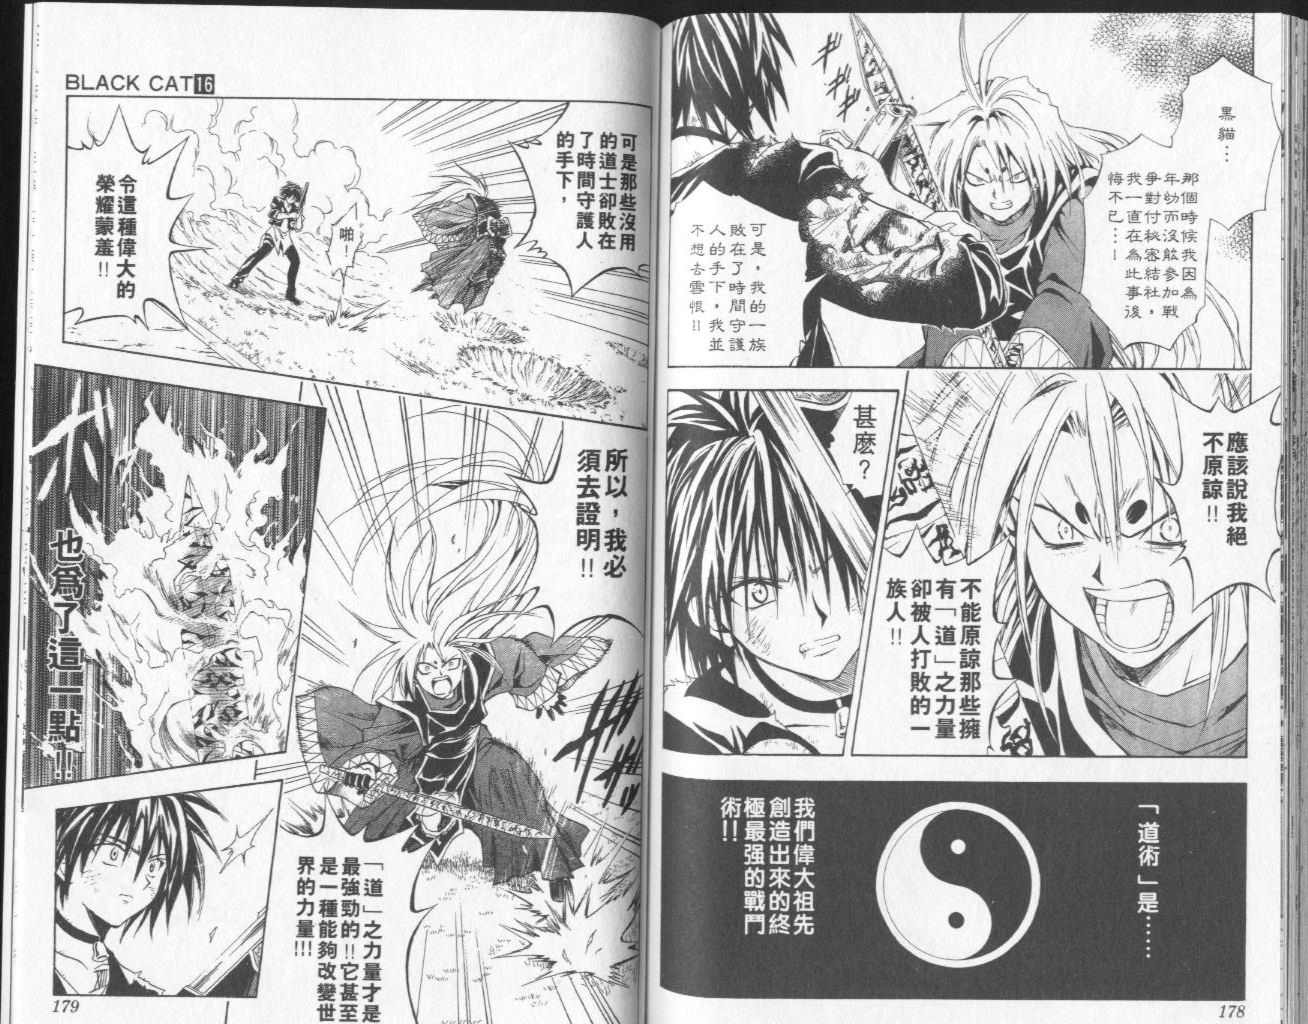 黑貓…
那個時候我因為
年幼而沒能參加戰
爭對付秘密結社，
我一直在為此事後
悔不已……！
可是，我的一族
敗在了時間守護
人的手下，我並
不想去雪恨!!
應該說我絕
不原諒!!
甚麼？
不能原諒那些擁
有「道」之力量
卻被人打敗的一
族人!!
「道術」是……
我們偉大祖先
創造出來的終
極最强的戰鬥
術!!
178
BLACK CAT16
可是那些沒用
的道士卻敗在
了時間守護人
的手下，
啪！
令這種偉大的
榮耀蒙羞!!
所以，我必
須去證明!!
也為了這一點!!
「道」之力量才是
最強勁的!!它甚至
是一種能夠改變世
界的力量!!!
179